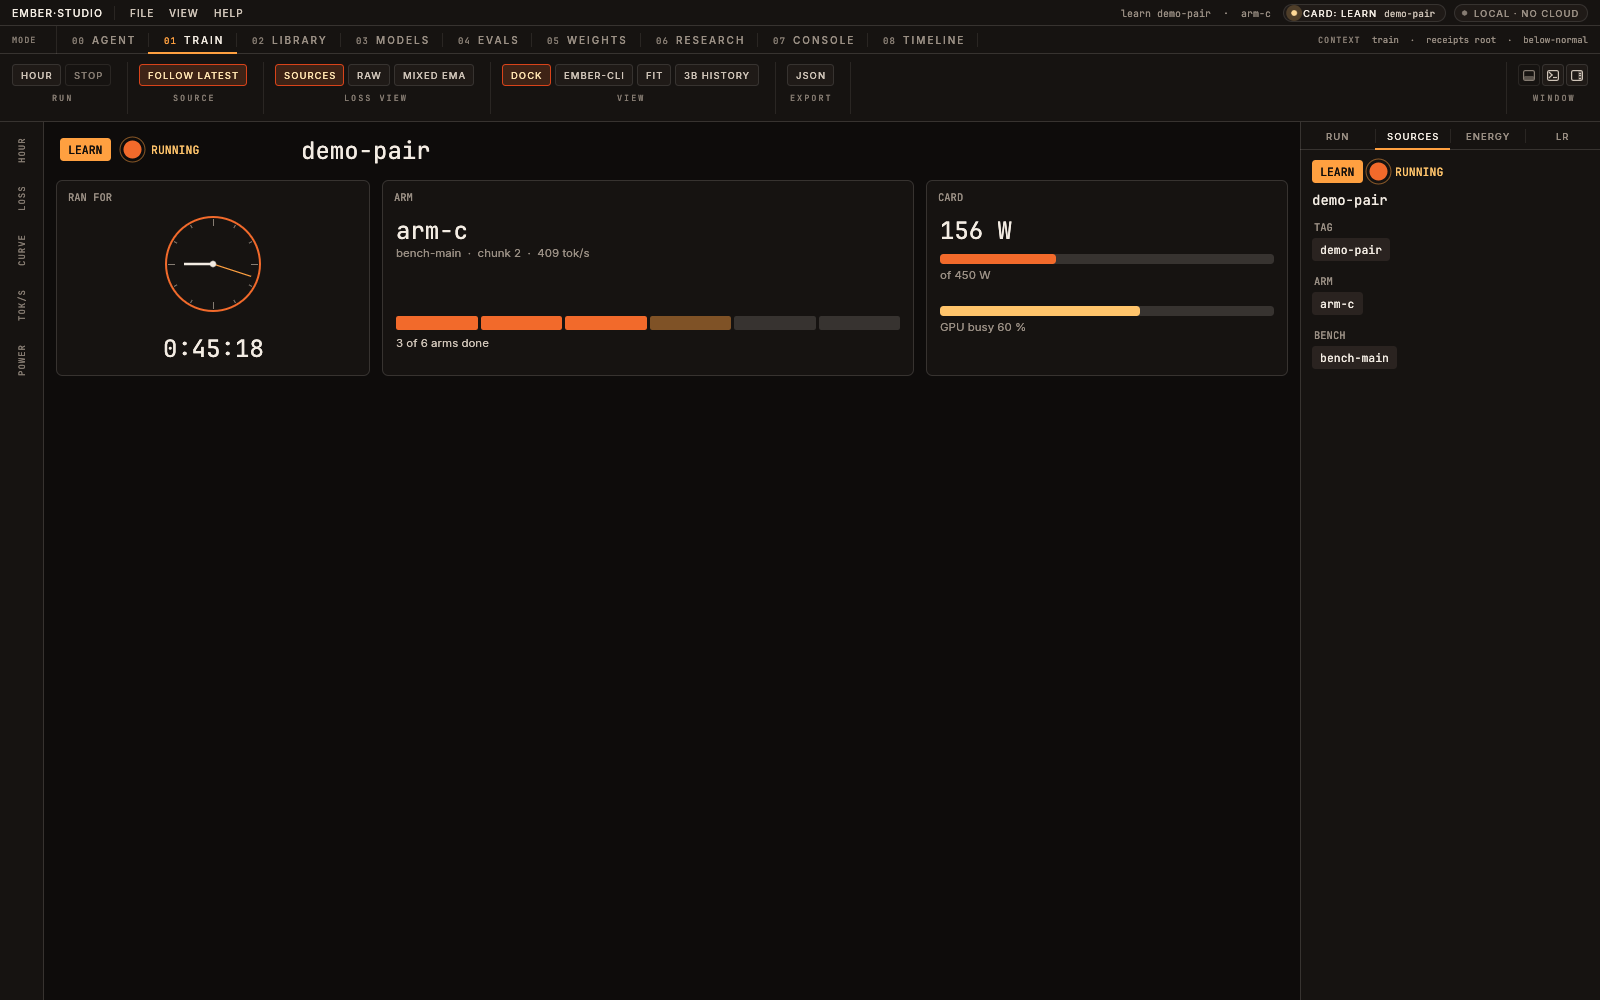 EMBER·STUDIO FILE VIEW HELP learn demo-pair · arm-c CARD: LEARN demo-pair LOCAL · NO CLOUD
MODE 00 AGENT 01 TRAIN 02 LIBRARY 03 MODELS 04 EVALS 05 WEIGHTS 06 RESEARCH 07 CONSOLE 08 TIMELINE CONTEXT train · receipts root · below-normal
HOUR STOP FOLLOW LATEST SOURCES RAW MIXED EMA DOCK EMBER-CLI FIT 3B HISTORY JSON
RUN SOURCE LOSS VIEW VIEW EXPORT WINDOW
HOUR
LOSS
CURVE
TOK/S
POWER
LEARN RUNNING demo-pair
RAN FOR
0:45:18
ARM
arm-c
bench-main · chunk 2 · 409 tok/s
3 of 6 arms done
CARD
156 W
of 450 W
GPU busy 60 %
RUN SOURCES ENERGY LR
LEARN RUNNING
demo-pair
TAG
demo-pair
ARM
arm-c
BENCH
bench-main